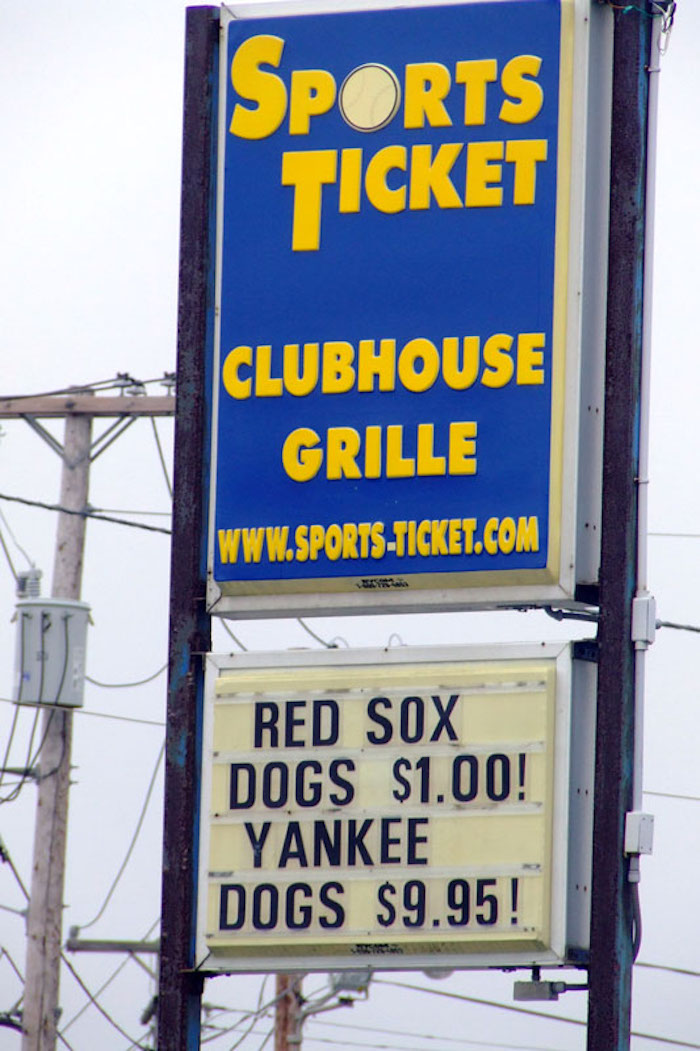 SPORTS
TICKET
CLUBHOUSE
GRILLE
WWW.SPORTS-TICKET.COM
RED SOX
DOGS $1.00!
YANKEE
DOGS $9.95!